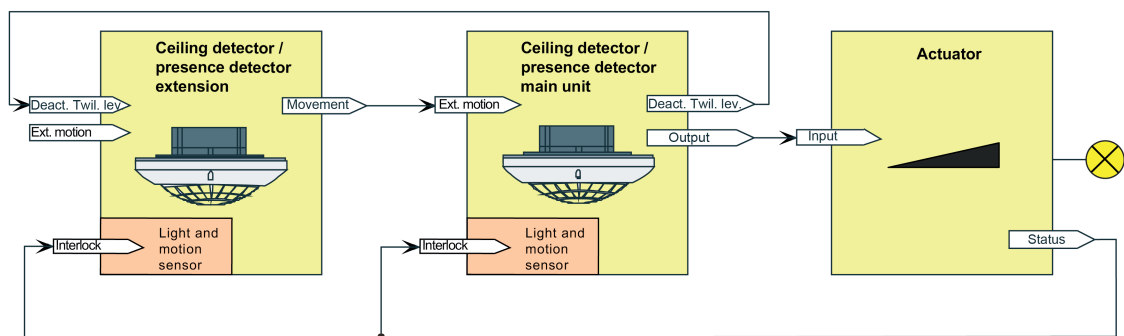 Ceiling detector /
presence detector
extension
Deact. Twil. lev.
Ext. motion
Movement
Interlock
Light and
motion
sensor
Ceiling detector /
presence detector
main unit
Ext. motion
Deact. Twil. lev.
Output
Interlock
Light and
motion
sensor
Actuator
Input
Status